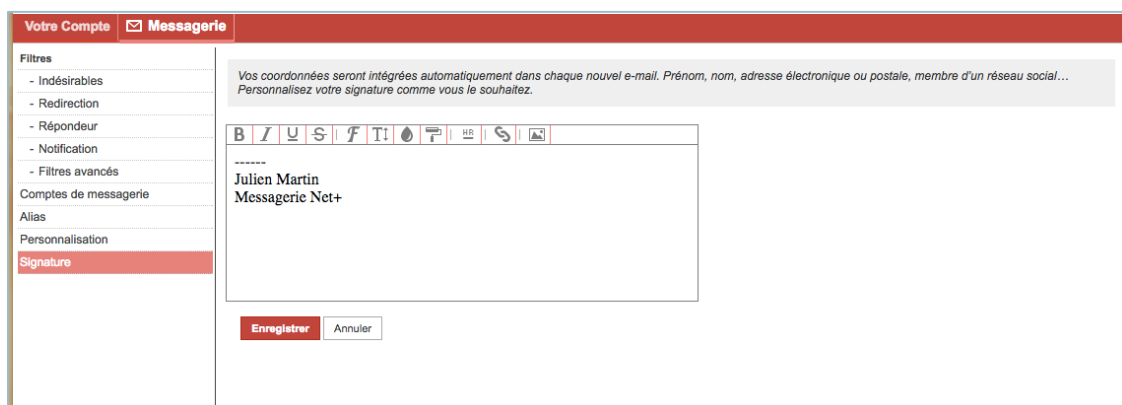 Votre Compte
Messagerie
Filtres
- Indésirables
- Redirection
- Répondeur
- Notification
- Filtres avancés
Comptes de messagerie
Alias
Personnalisation
Signature
Vos coordonnées seront intégrées automatiquement dans chaque nouvel e-mail. Prénom, nom, adresse électronique ou postale, membre d'un réseau social…
Personnalisez votre signature comme vous le souhaitez.
B I U S F T HR
------
Julien Martin
Messagerie Net+
Enregistrer
Annuler